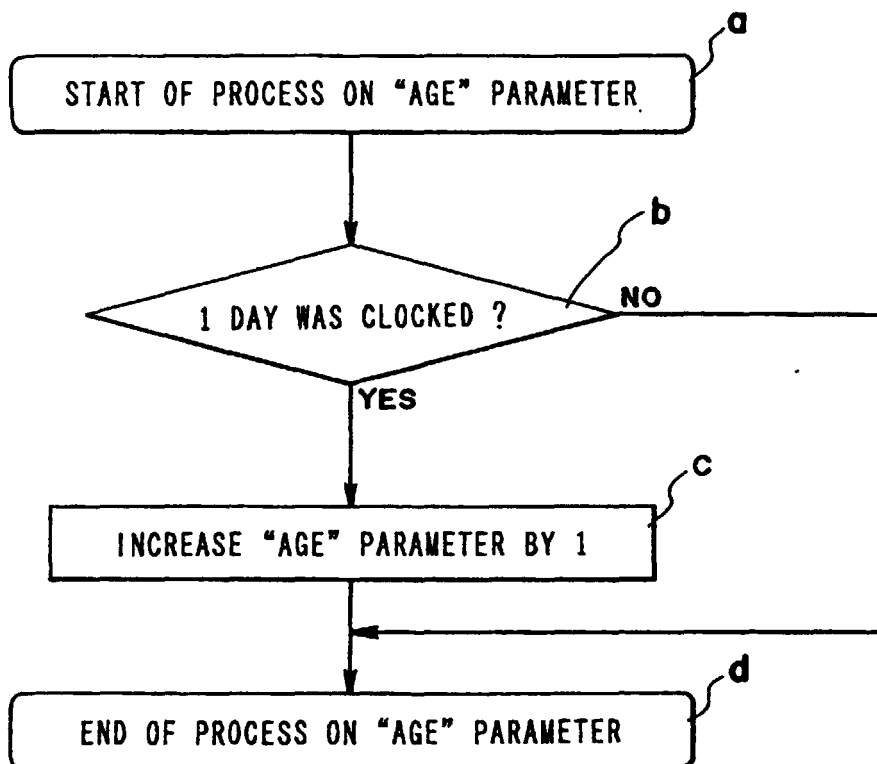 a
START OF PROCESS ON “AGE” PARAMETER
b
1 DAY WAS CLOCKED ?
NO
YES
c
INCREASE “AGE” PARAMETER BY 1
d
END OF PROCESS ON “AGE” PARAMETER